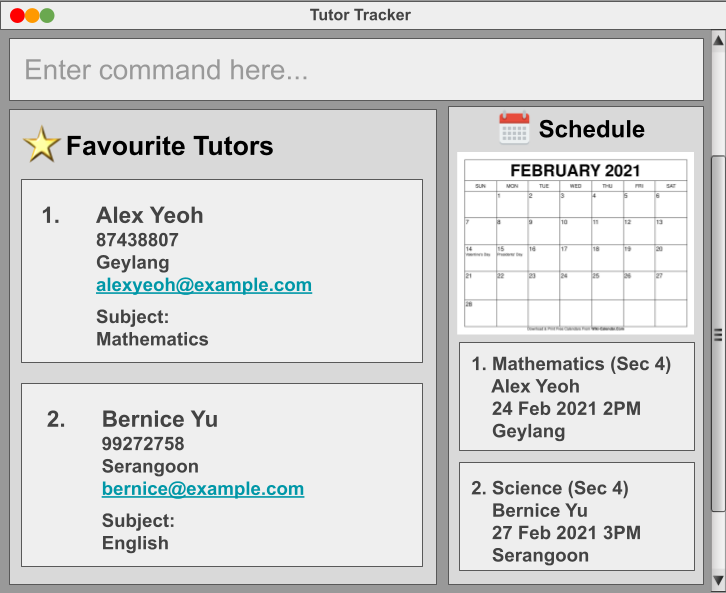 Tutor Tracker
Enter command here...
Favourite Tutors
1. Alex Yeoh
87438807
Geylang
alexyeoh@example.com
Subject:
Mathematics
2. Bernice Yu
99272758
Serangoon
bernice@example.com
Subject:
English
Schedule
FEBRUARY 2021
SUN MON TUE WED THU FRI SAT
1 2 3 4 5 6
7 8 9 10 11 12 13
14 15 16 17 18 19 20
Valentine's Day Presidents' Day
21 22 23 24 25 26 27
28
1. Mathematics (Sec 4)
Alex Yeoh
24 Feb 2021 2PM
Geylang
2. Science (Sec 4)
Bernice Yu
27 Feb 2021 3PM
Serangoon